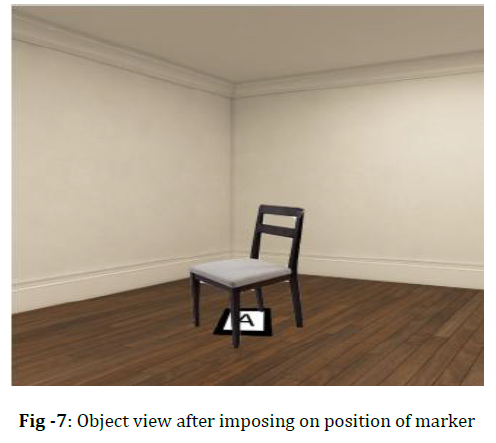 A
Fig -7: Object view after imposing on position of marker